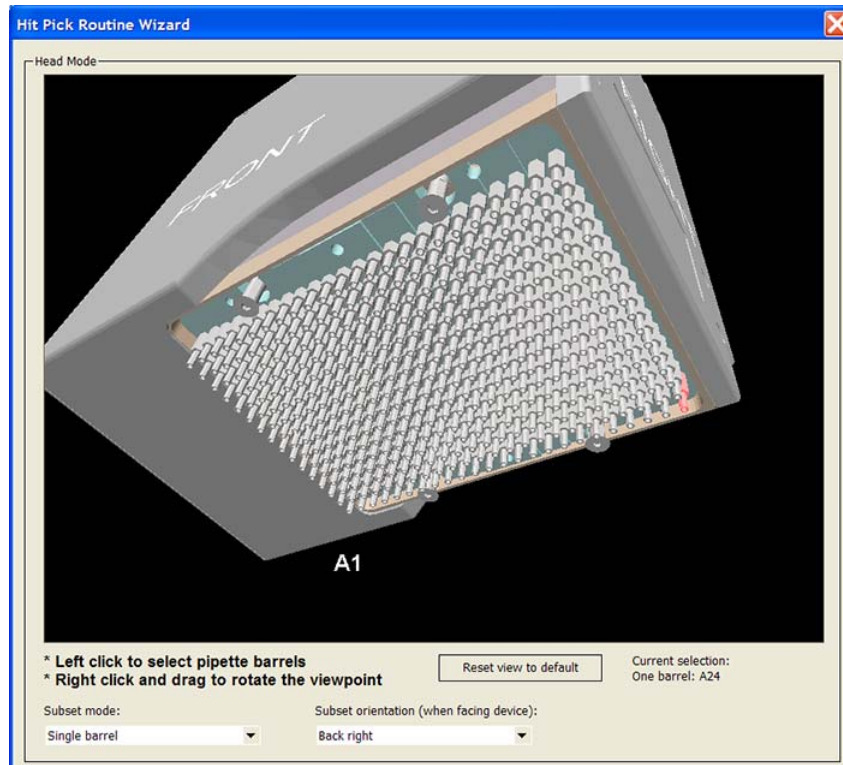 Hit Pick Routine Wizard
Head Mode
FRONT
A1
* Left click to select pipette barrels
* Right click and drag to rotate the viewpoint
Reset view to default
Current selection:
One barrel: A24
Subset mode:
Single barrel
Subset orientation (when facing device):
Back right